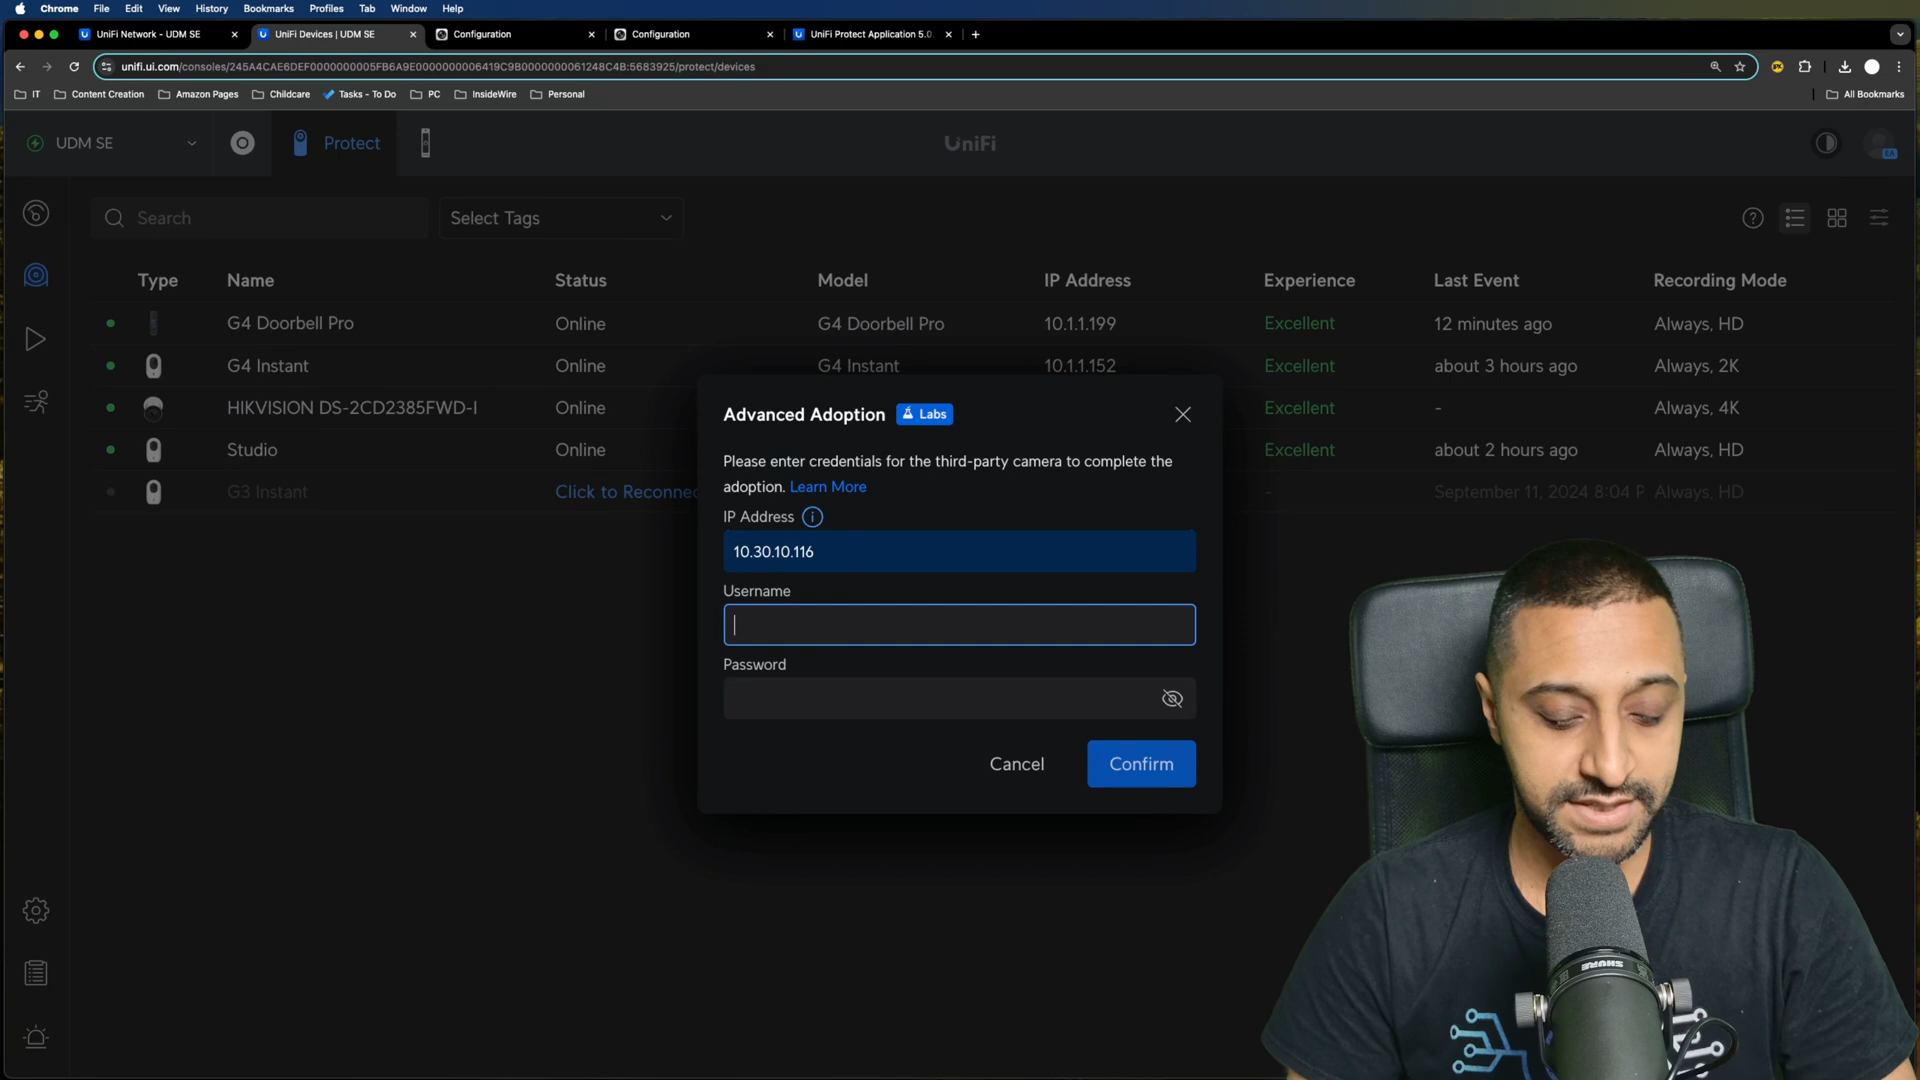 Chrome File Edit View History Bookmarks Profiles Tab Window Help
UniFi Network - UDM SE UniFi Devices | UDM SE Configuration Configuration UniFi Protect Application 5.0.
unifi.ui.com/consoles/245A4CAE6DEF0000000005FB6A9E0000000006419C9B0000000061248C4B:5683925/protect/devices
IT Content Creation Amazon Pages Childcare Tasks - To Do PC InsideWire Personal All Bookmarks
UDM SE Protect UniFi EA
Search Select Tags
Type Name Status Model IP Address Experience Last Event Recording Mode
G4 Doorbell Pro Online G4 Doorbell Pro 10.1.1.199 Excellent 12 minutes ago Always, HD
G4 Instant Online G4 Instant 10.1.1.152 Excellent about 3 hours ago Always, 2K
HIKVISION DS-2CD2385FWD-I Online Excellent - Always, 4K
Studio Online Excellent about 2 hours ago Always, HD
G3 Instant Click to Reconnec - September 11, 2024 8:04 P Always, HD
Advanced Adoption Labs
Please enter credentials for the third-party camera to complete the
adoption. Learn More
IP Address
10.30.10.116
Username
Password
Cancel Confirm
SHURE